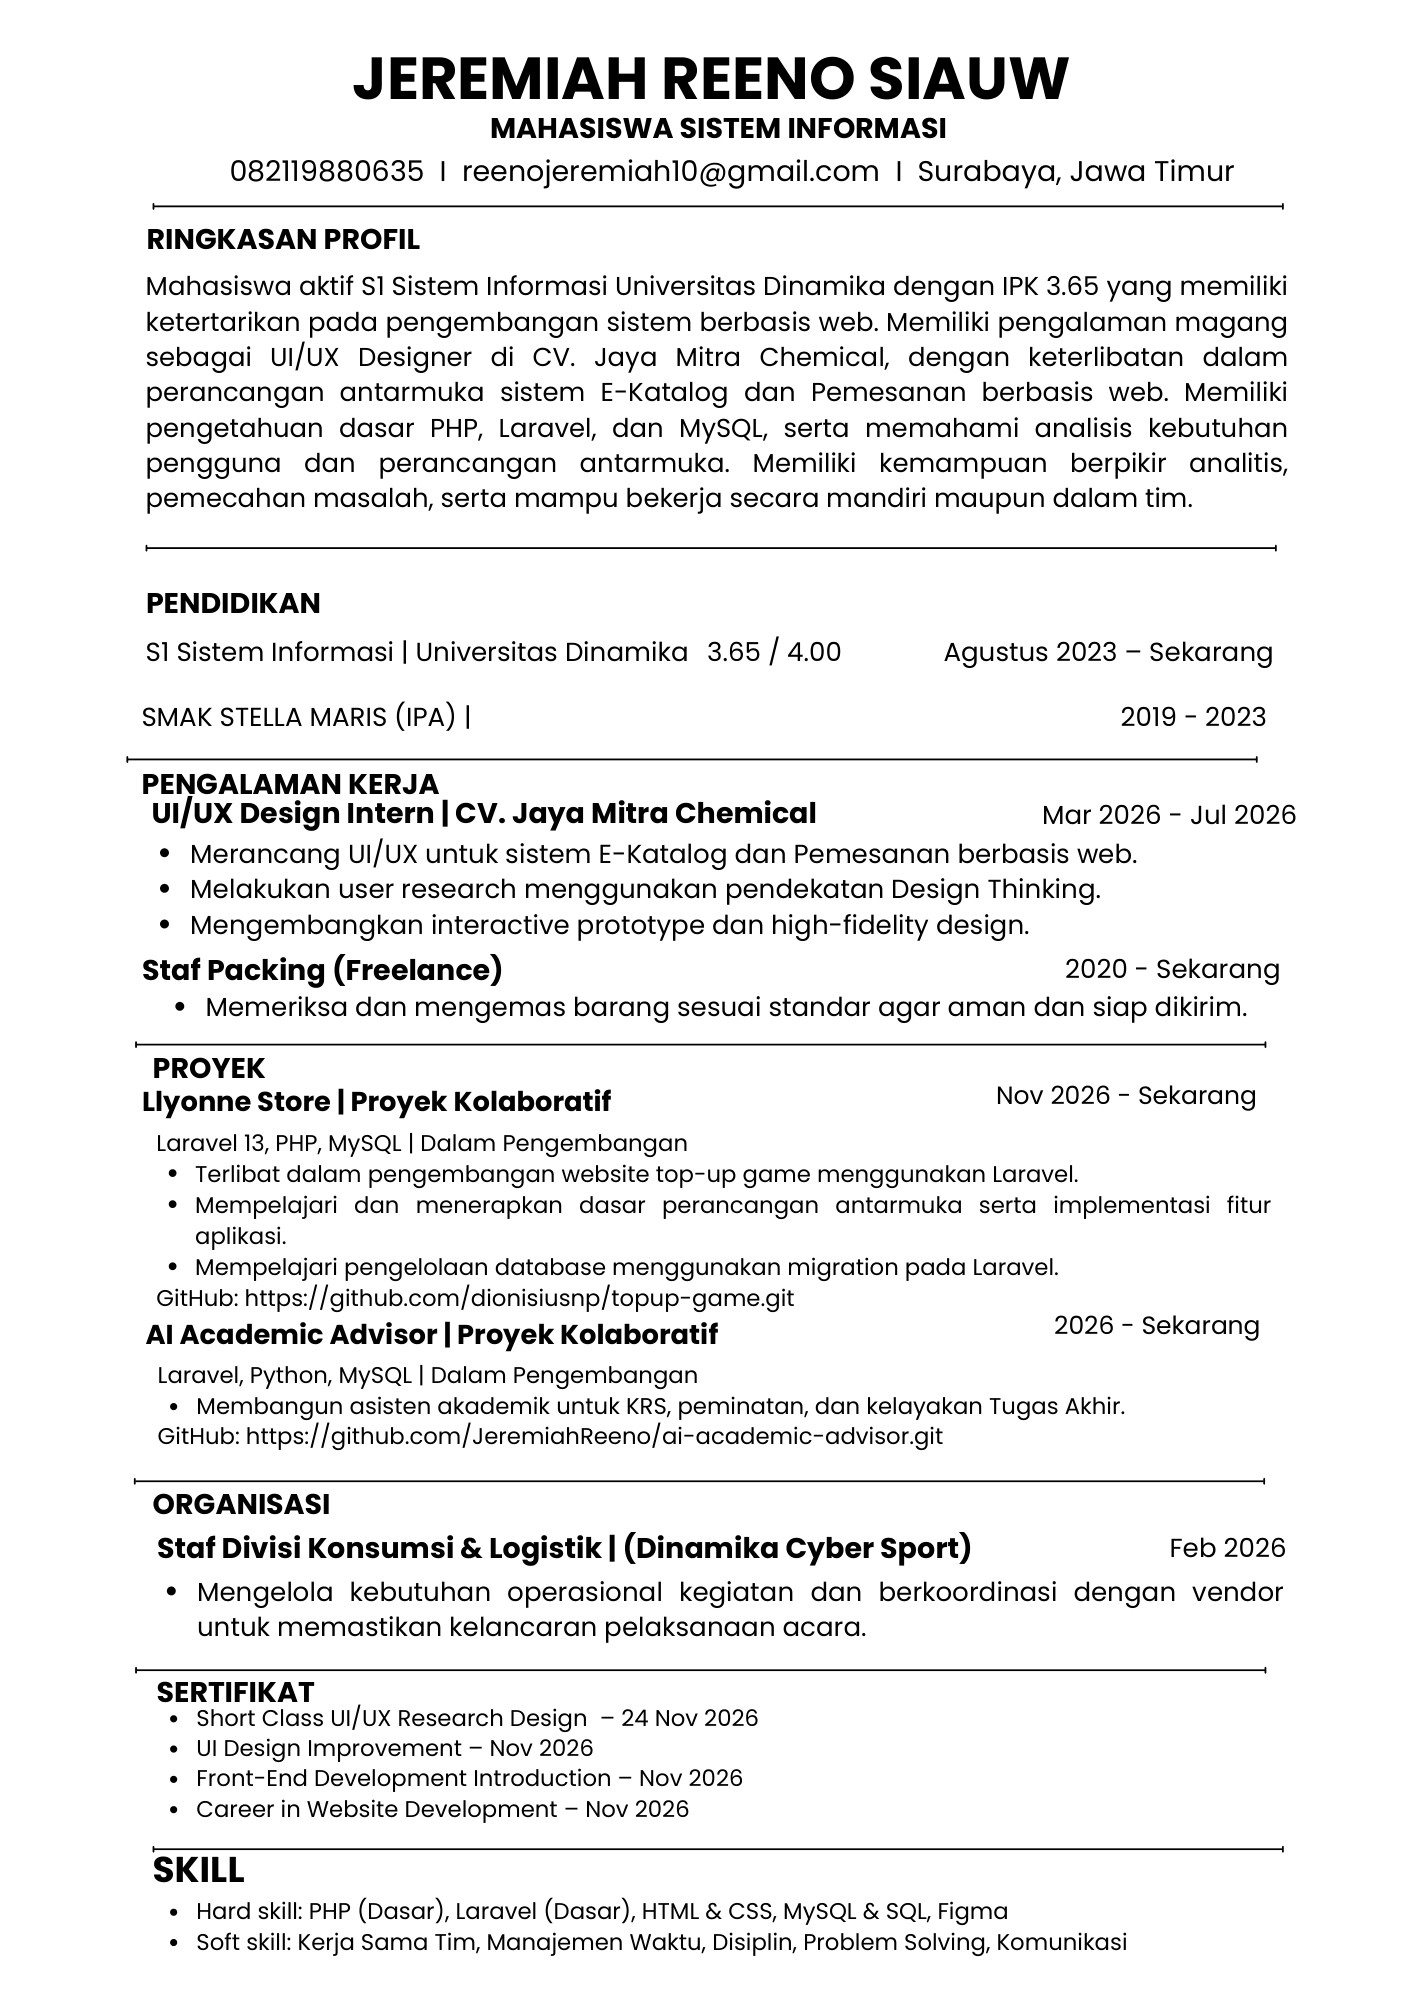 JEREMIAH REENO SIAUW
MAHASISWA SISTEM INFORMASI
082119880635 I reenojeremiah10@gmail.com I Surabaya, Jawa Timur
RINGKASAN PROFIL
Mahasiswa aktif S1 Sistem Informasi Universitas Dinamika dengan IPK 3.65 yang memiliki
ketertarikan pada pengembangan sistem berbasis web. Memiliki pengalaman magang
sebagai UI/UX Designer di CV. Jaya Mitra Chemical, dengan keterlibatan dalam
perancangan antarmuka sistem E-Katalog dan Pemesanan berbasis web. Memiliki
pengetahuan dasar PHP, Laravel, dan MySQL, serta memahami analisis kebutuhan
pengguna dan perancangan antarmuka. Memiliki kemampuan berpikir analitis,
pemecahan masalah, serta mampu bekerja secara mandiri maupun dalam tim.
PENDIDIKAN
S1 Sistem Informasi | Universitas Dinamika 3.65 / 4.00 Agustus 2023 – Sekarang
SMAK STELLA MARIS (IPA) | 2019 - 2023
PENGALAMAN KERJA
UI/UX Design Intern | CV. Jaya Mitra Chemical Mar 2026 - Jul 2026
• Merancang UI/UX untuk sistem E-Katalog dan Pemesanan berbasis web.
• Melakukan user research menggunakan pendekatan Design Thinking.
• Mengembangkan interactive prototype dan high-fidelity design.
Staf Packing (Freelance) 2020 - Sekarang
• Memeriksa dan mengemas barang sesuai standar agar aman dan siap dikirim.
PROYEK
Llyonne Store | Proyek Kolaboratif Nov 2026 - Sekarang
Laravel 13, PHP, MySQL | Dalam Pengembangan
• Terlibat dalam pengembangan website top-up game menggunakan Laravel.
• Mempelajari dan menerapkan dasar perancangan antarmuka serta implementasi fitur
aplikasi.
• Mempelajari pengelolaan database menggunakan migration pada Laravel.
GitHub: https://github.com/dionisiusnp/topup-game.git
AI Academic Advisor | Proyek Kolaboratif 2026 - Sekarang
Laravel, Python, MySQL | Dalam Pengembangan
• Membangun asisten akademik untuk KRS, peminatan, dan kelayakan Tugas Akhir.
GitHub: https://github.com/JeremiahReeno/ai-academic-advisor.git
ORGANISASI
Staf Divisi Konsumsi & Logistik | (Dinamika Cyber Sport) Feb 2026
• Mengelola kebutuhan operasional kegiatan dan berkoordinasi dengan vendor
untuk memastikan kelancaran pelaksanaan acara.
SERTIFIKAT
• Short Class UI/UX Research Design – 24 Nov 2026
• UI Design Improvement – Nov 2026
• Front-End Development Introduction – Nov 2026
• Career in Website Development – Nov 2026
SKILL
• Hard skill: PHP (Dasar), Laravel (Dasar), HTML & CSS, MySQL & SQL, Figma
• Soft skill: Kerja Sama Tim, Manajemen Waktu, Disiplin, Problem Solving, Komunikasi